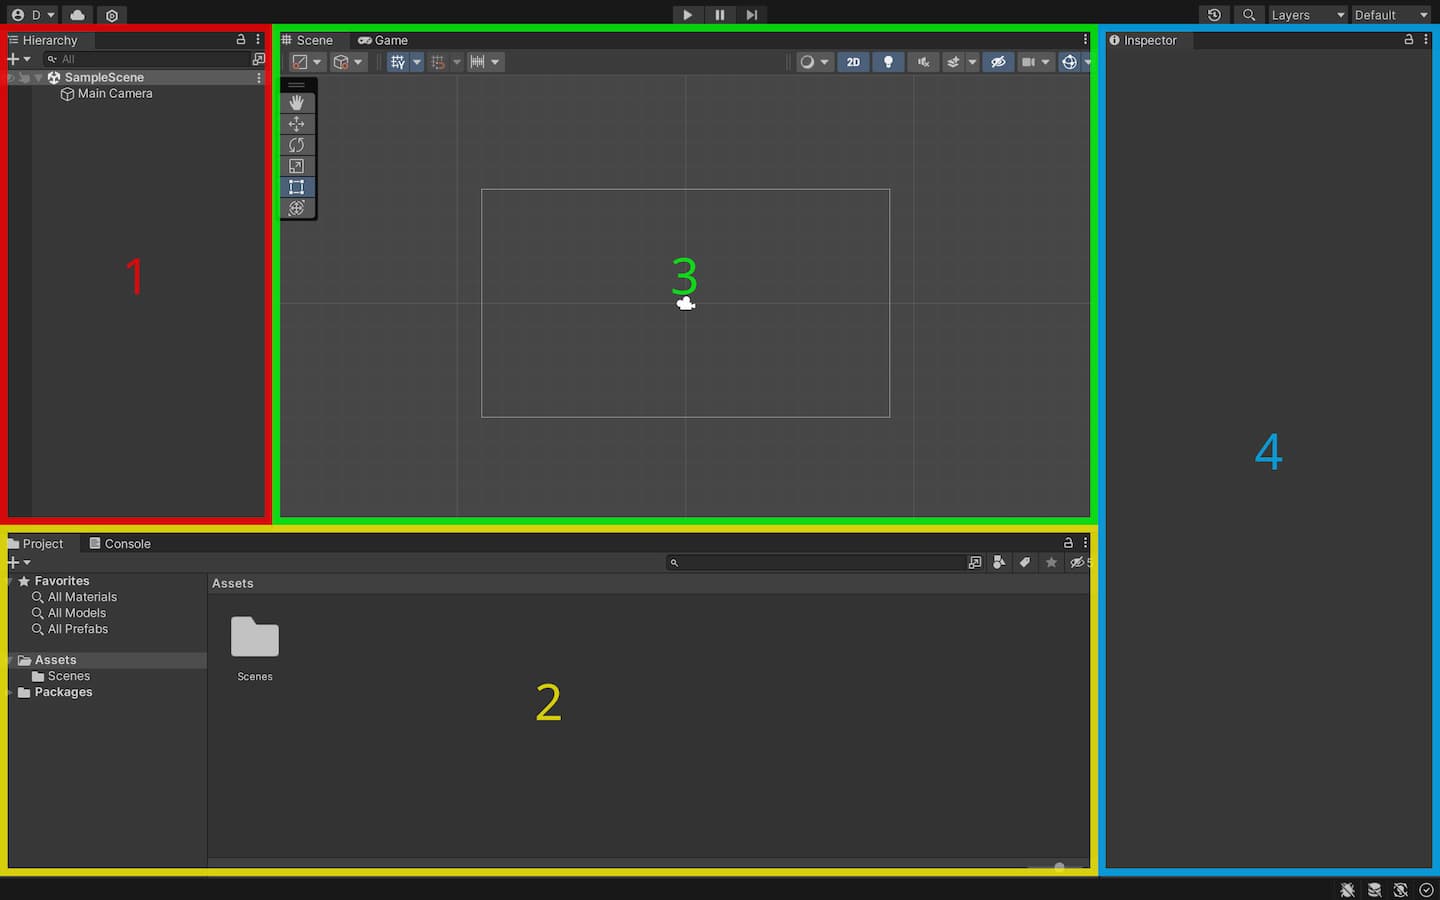 D
Layers
Default
Hierarchy
Scene
Game
Inspector
All
2D
SampleScene
Main Camera
1
3
4
Project
Console
5
Favorites
Assets
All Materials
All Models
All Prefabs
Assets
Scenes
Scenes
Packages
2